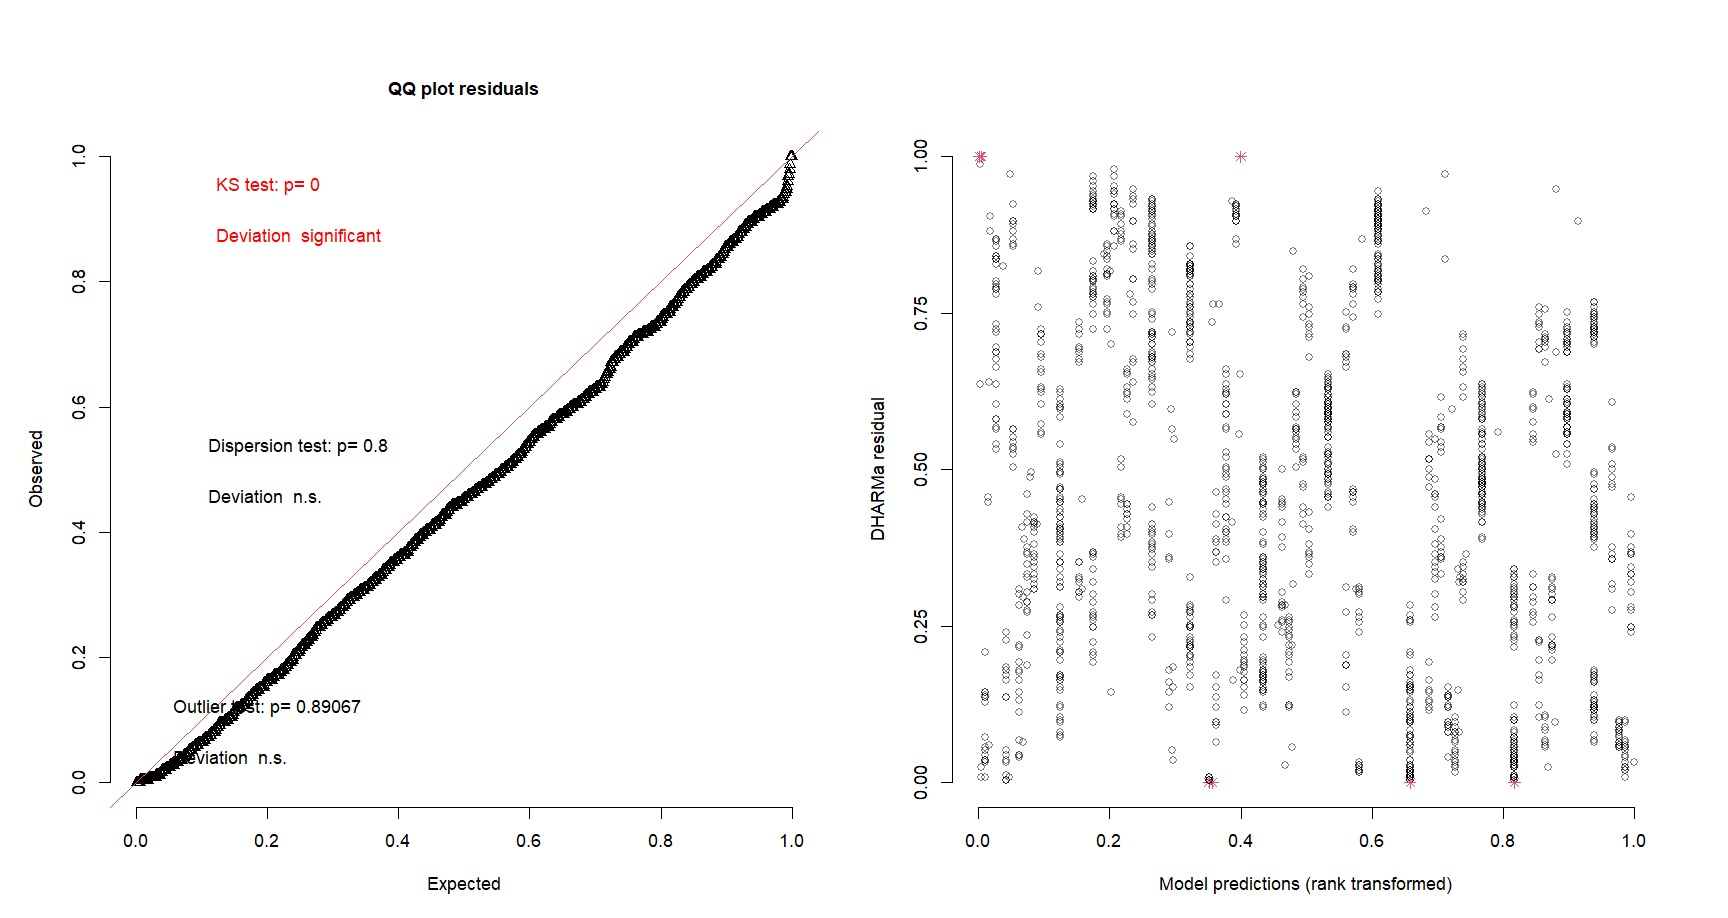 QQ plot residuals
KS test: p= 0
Deviation  significant
Dispersion test: p= 0.8
Deviation  n.s.
Outlier test: p= 0.89067
Deviation  n.s.
Observed
0.0 0.2 0.4 0.6 0.8 1.0
0.0 0.2 0.4 0.6 0.8 1.0
Expected
DHARMa residual
0.00 0.25 0.50 0.75 1.00
0.0 0.2 0.4 0.6 0.8 1.0
Model predictions (rank transformed)